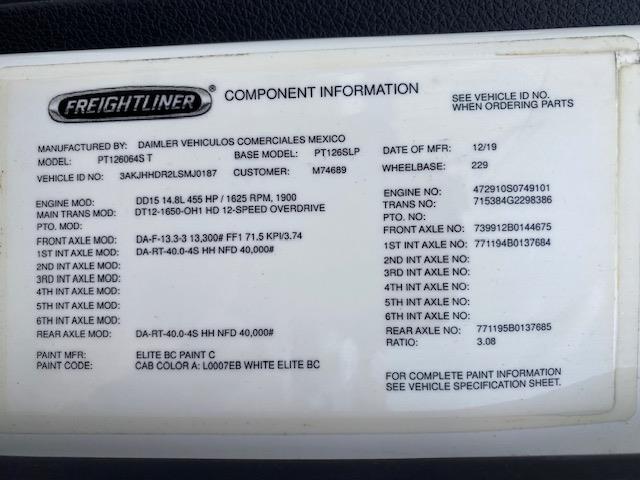 FREIGHTLINER ® COMPONENT INFORMATION
SEE VEHICLE ID NO.
WHEN ORDERING PARTS
MANUFACTURED BY: DAIMLER VEHICULOS COMERCIALES MEXICO DATE OF MFR: 12/19
MODEL: PT126064S T BASE MODEL: PT126SLP WHEELBASE: 229
VEHICLE ID NO: 3AKJHHDR2LSMJ0187 CUSTOMER: M74689
ENGINE MOD: DD15 14.8L 455 HP / 1625 RPM, 1900 ENGINE NO: 472910S0749101
MAIN TRANS MOD: DT12-1650-OH1 HD 12-SPEED OVERDRIVE TRANS NO: 715384G2298386
PTO. MOD: PTO. NO:
FRONT AXLE MOD: DA-F-13.3-3 13,300# FF1 71.5 KPI/3.74 FRONT AXLE NO: 739912B0144675
1ST INT AXLE MOD: DA-RT-40.0-4S HH NFD 40,000# 1ST INT AXLE NO: 771194B0137684
2ND INT AXLE MOD: 2ND INT AXLE NO:
3RD INT AXLE MOD: 3RD INT AXLE NO:
4TH INT AXLE MOD: 4TH INT AXLE NO:
5TH INT AXLE MOD: 5TH INT AXLE NO:
6TH INT AXLE MOD: 6TH INT AXLE NO:
REAR AXLE MOD: DA-RT-40.0-4S HH NFD 40,000# REAR AXLE NO: 771195B0137685
RATIO: 3.08
PAINT MFR: ELITE BC PAINT C
PAINT CODE: CAB COLOR A: L0007EB WHITE ELITE BC
FOR COMPLETE PAINT INFORMATION
SEE VEHICLE SPECIFICATION SHEET.